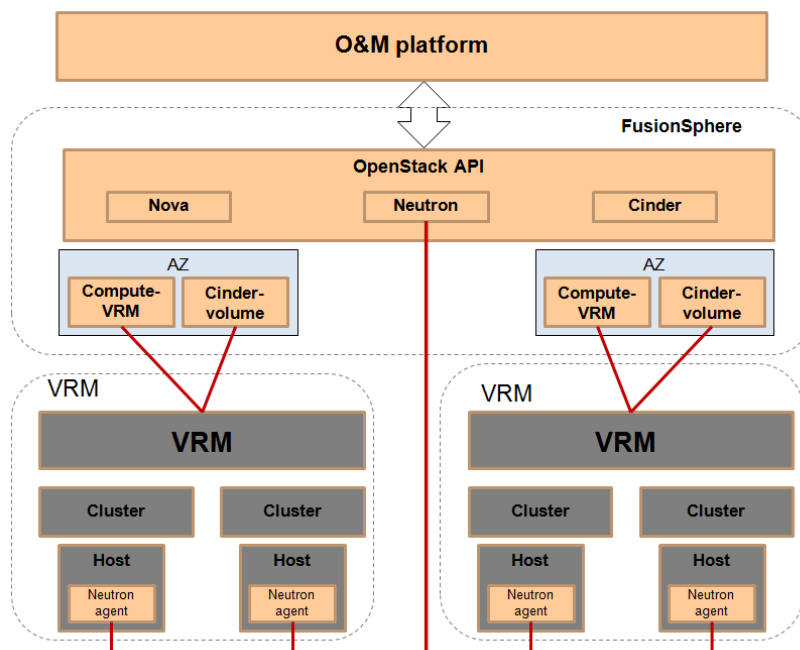 O&M platform
FusionSphere
OpenStack API
Nova
Neutron
Cinder
AZ
Compute-
VRM
Cinder-
volume
AZ
Compute-
VRM
Cinder-
volume
VRM
VRM
Cluster
Cluster
Host
Neutron
agent
Host
Neutron
agent
VRM
VRM
Cluster
Cluster
Host
Neutron
agent
Host
Neutron
agent